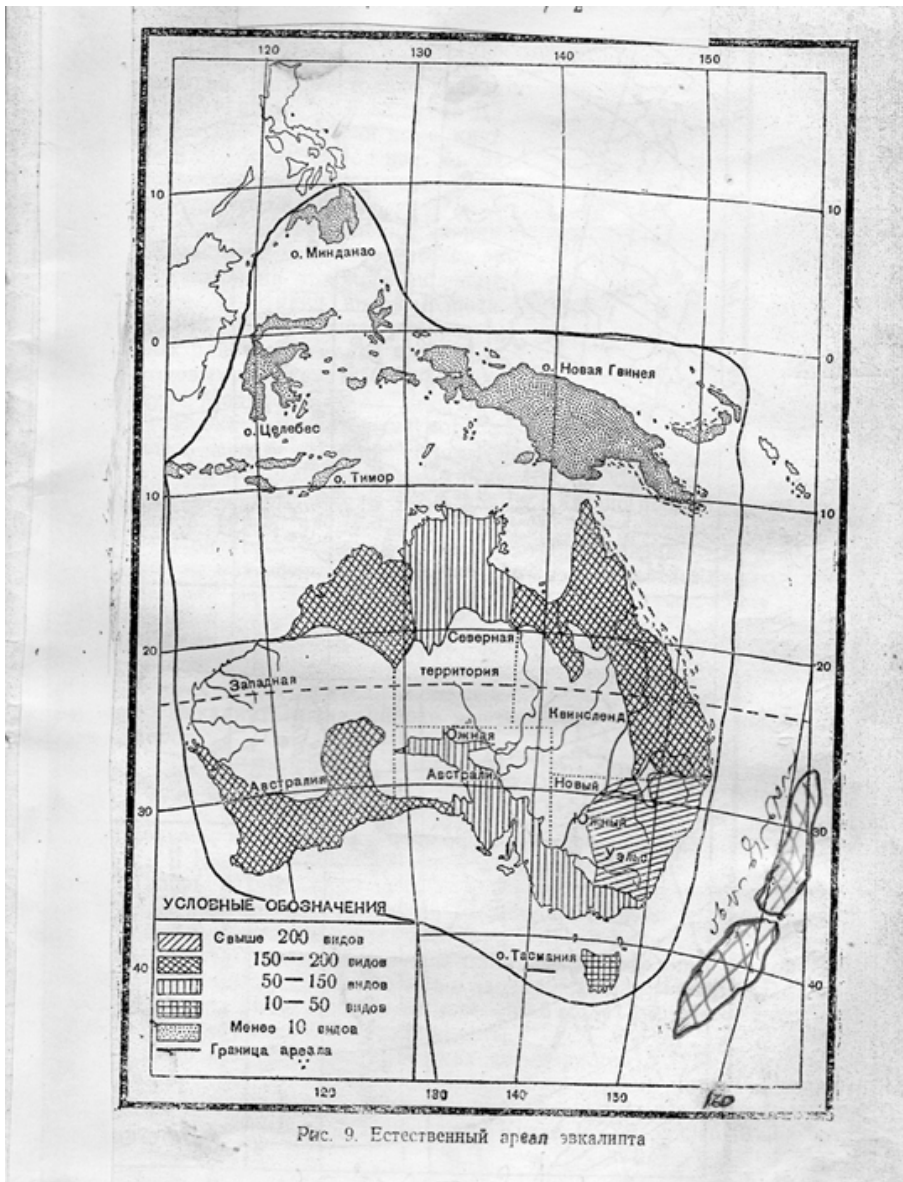 120 130 140 150
10 10
о. Минданао
0 0
о. Новая Гвинея
о. Целебес
о. Тимор
10 10
Северная
20 20
территория
Западная
Квинсленд
Южная
Австрали
Австралия
Новый
30 30
Южный
Уэльс
УСЛОВНЫЕ ОБОЗНАЧЕНИЯ
Свыше 200 видов
150—200 видов
50—150 видов
10—50 видов
Менее 10 видов
Граница ареала
о. Тасмания
40 40
120 130 140 150 160
Рис. 9. Естественный ареал эвкалипта